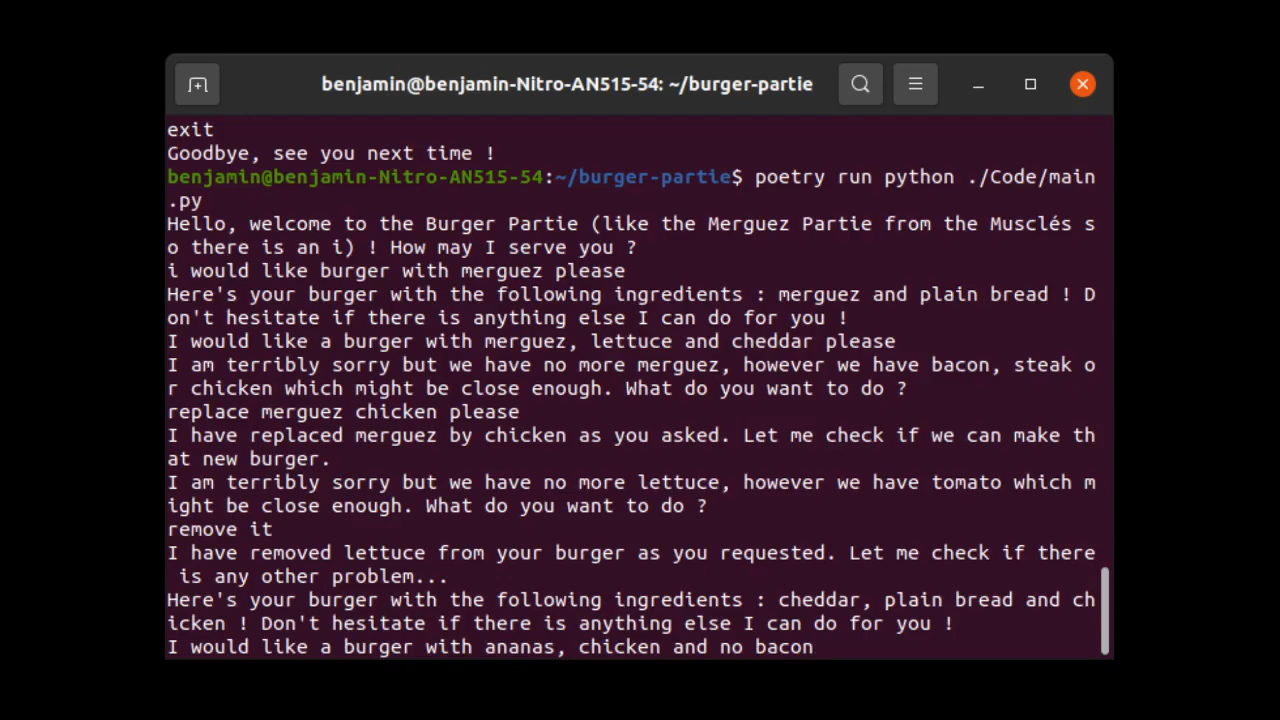 benjamin@benjamin-Nitro-AN515-54: ~/burger-partie
exit
Goodbye, see you next time !
benjamin@benjamin-Nitro-AN515-54:~/burger-partie$ poetry run python ./Code/main
.py
Hello, welcome to the Burger Partie (like the Merguez Partie from the Musclés s
o there is an i) ! How may I serve you ?
i would like burger with merguez please
Here's your burger with the following ingredients : merguez and plain bread ! D
on't hesitate if there is anything else I can do for you !
I would like a burger with merguez, lettuce and cheddar please
I am terribly sorry but we have no more merguez, however we have bacon, steak o
r chicken which might be close enough. What do you want to do ?
replace merguez chicken please
I have replaced merguez by chicken as you asked. Let me check if we can make th
at new burger.
I am terribly sorry but we have no more lettuce, however we have tomato which m
ight be close enough. What do you want to do ?
remove it
I have removed lettuce from your burger as you requested. Let me check if there
 is any other problem...
Here's your burger with the following ingredients : cheddar, plain bread and ch
icken ! Don't hesitate if there is anything else I can do for you !
I would like a burger with ananas, chicken and no bacon